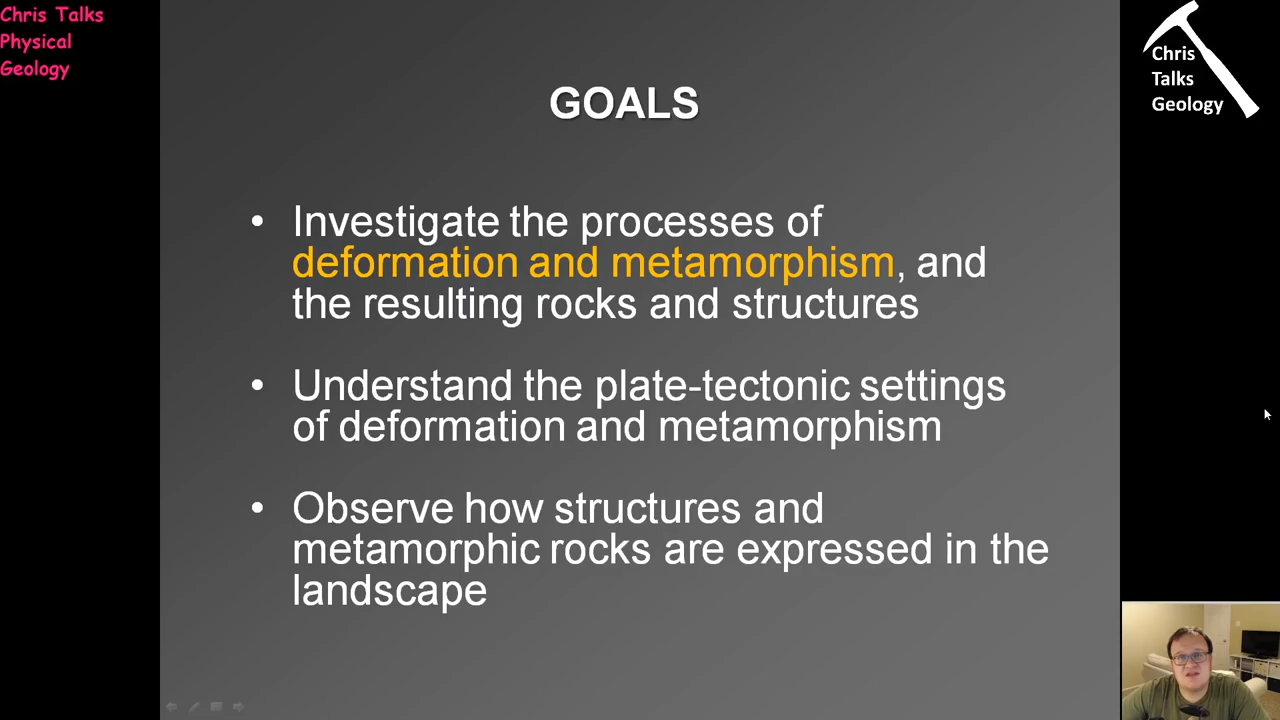 Chris Talks
Physical
Geology
Chris
Talks
Geology
GOALS
• Investigate the processes of
deformation and metamorphism, and
the resulting rocks and structures
• Understand the plate-tectonic settings
of deformation and metamorphism
• Observe how structures and
metamorphic rocks are expressed in the
landscape